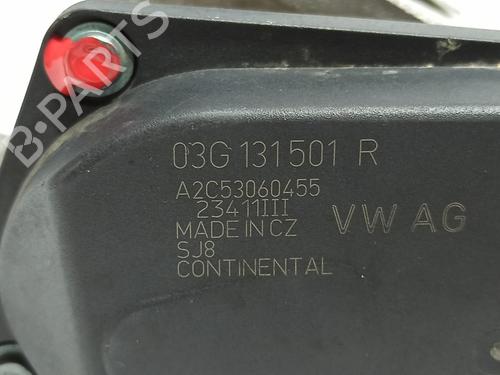 03G 131501 R
A2C53060455
23411III
MADE IN CZ
VW AG
SJ8
CONTINENTAL
B-PARTS